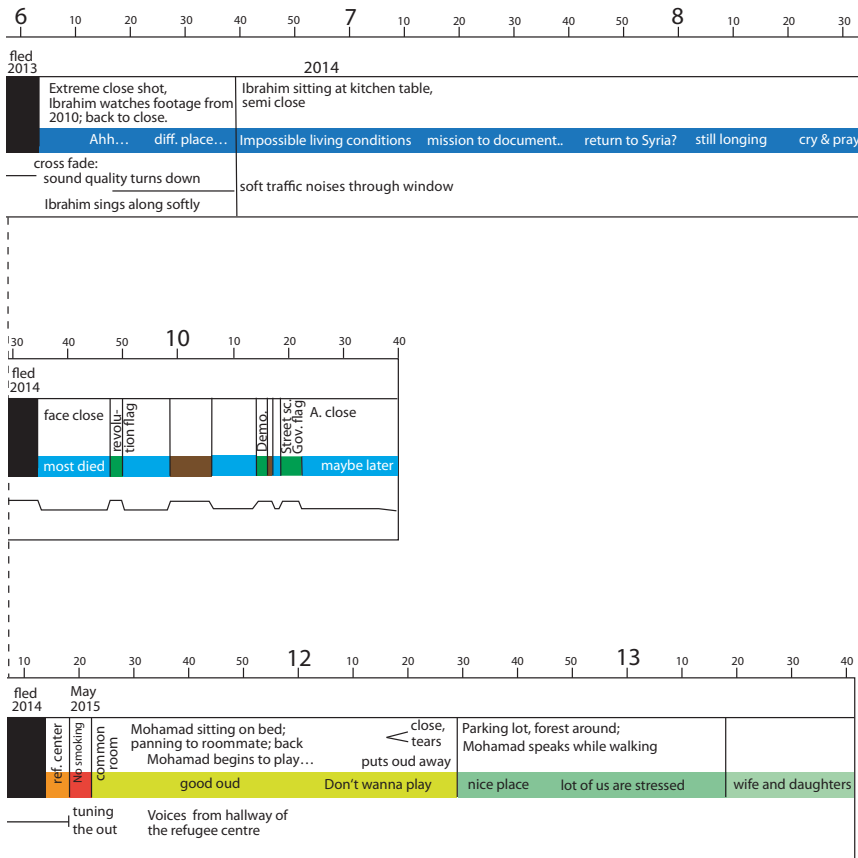 6 10 20 30 40 50 7 10 20 30 40 50 8 10 20 30
fled
2013
2014
Extreme close shot,
Ibrahim watches footage from
2010; back to close.
Ibrahim sitting at kitchen table,
semi close
Ahh… diff. place… Impossible living conditions mission to document.. return to Syria? still longing cry & pray
cross fade:
sound quality turns down
Ibrahim sings along softly
soft traffic noises through window
30 40 50 10 10 20 30 40
fled
2014
face close
revolu-
tion flag
Demo.
Street sc.
Gov. flag
A. close
most died maybe later
10 20 30 40 50 12 10 20 30 40 50 13 10 20 30 40
fled
2014
May
2015
ref. center
No smoking
common
room
Mohamad sitting on bed;
panning to roommate; back
Mohamad begins to play…
close,
tears
puts oud away
Parking lot, forest around;
Mohamad speaks while walking
good oud Don't wanna play nice place lot of us are stressed wife and daughters
tuning
the out
Voices from hallway of
the refugee centre